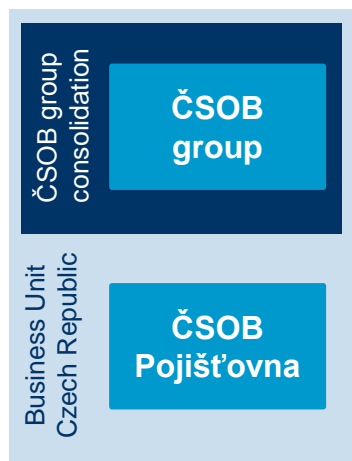 ČSOB group
consolidation
ČSOB
group
Business Unit
Czech Republic
ČSOB
Pojišťovna